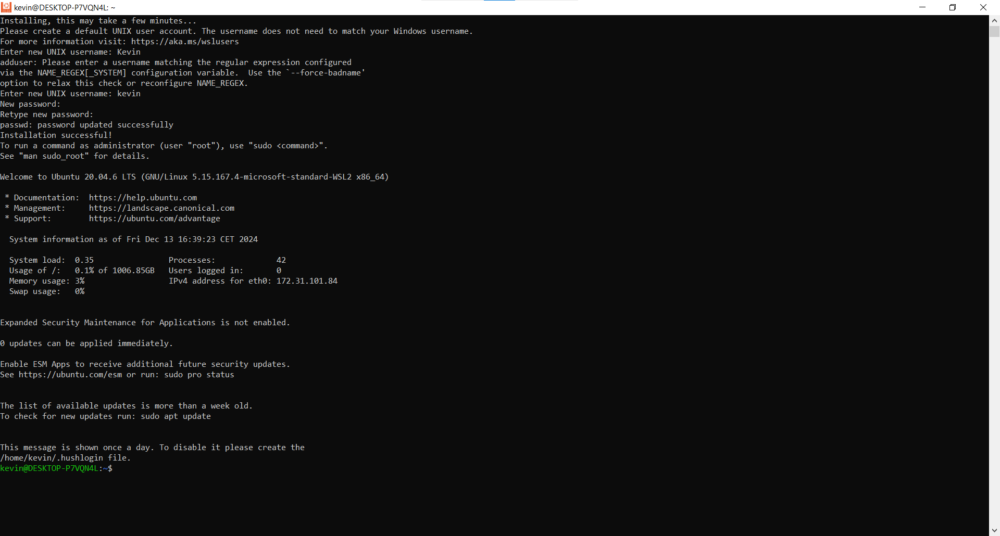 kevin@DESKTOP-P7VQN4L: ~
Installing, this may take a few minutes...
Please create a default UNIX user account. The username does not need to match your Windows username.
For more information visit: https://aka.ms/wslusers
Enter new UNIX username: Kevin
adduser: Please enter a username matching the regular expression configured
via the NAME_REGEX[_SYSTEM] configuration variable.  Use the `--force-badname'
option to relax this check or reconfigure NAME_REGEX.
Enter new UNIX username: kevin
New password:
Retype new password:
passwd: password updated successfully
Installation successful!
To run a command as administrator (user "root"), use "sudo <command>".
See "man sudo_root" for details.
Welcome to Ubuntu 20.04.6 LTS (GNU/Linux 5.15.167.4-microsoft-standard-WSL2 x86_64)
 * Documentation:  https://help.ubuntu.com
 * Management:     https://landscape.canonical.com
 * Support:        https://ubuntu.com/advantage
  System information as of Fri Dec 13 16:39:23 CET 2024
  System load:  0.35                Processes:             42
  Usage of /:   0.1% of 1006.85GB   Users logged in:       0
  Memory usage: 3%                  IPv4 address for eth0: 172.31.101.84
  Swap usage:   0%
Expanded Security Maintenance for Applications is not enabled.
0 updates can be applied immediately.
Enable ESM Apps to receive additional future security updates.
See https://ubuntu.com/esm or run: sudo pro status
The list of available updates is more than a week old.
To check for new updates run: sudo apt update
This message is shown once a day. To disable it please create the
/home/kevin/.hushlogin file.
kevin@DESKTOP-P7VQN4L:~$